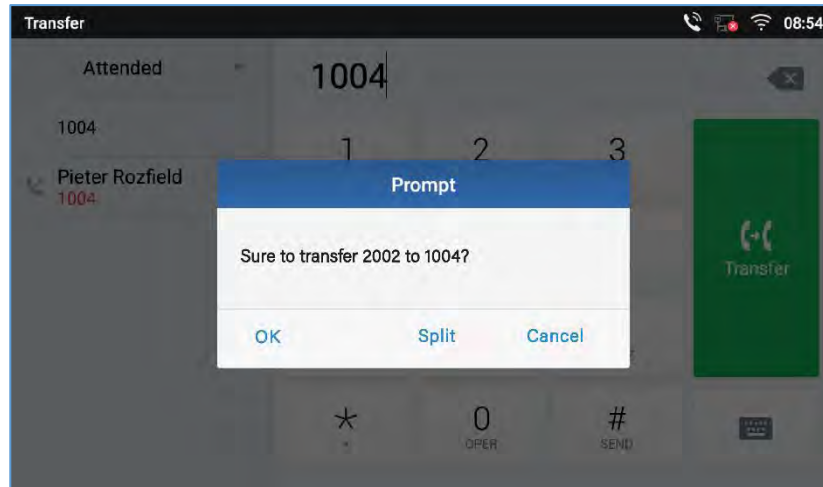 Transfer 08:54
Attended
1004
1004
Pieter Rozfield
1004
1 2 3
Prompt
Sure to transfer 2002 to 1004?
OK Split Cancel
Transfer
* 0 #
OPER SEND